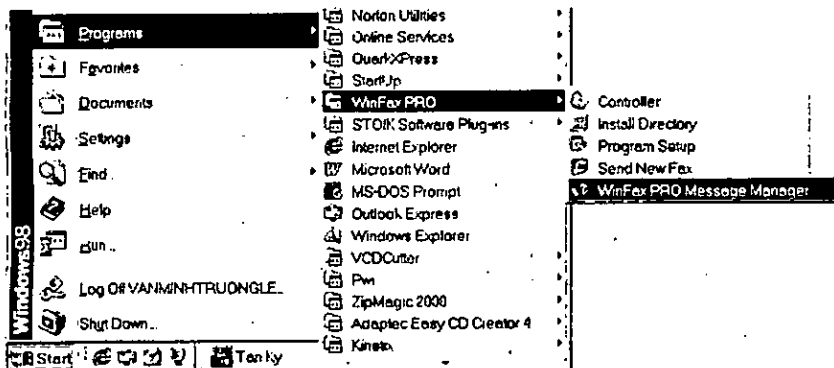 Programs
Favorites
Documents
Settings
Find
Help
Run...
Log Off VANMINHTRUONGLE...
Shut Down...
Windows98
Start
Tan Ky
Norton Utilities
Online Services
QuarkXPress
StartUp
WinFax PRO
STOIK Software Plug-ins
Internet Explorer
Microsoft Word
MS-DOS Prompt
Outlook Express
Windows Explorer
VCDCutter
Pwr
ZipMagic 2000
Adaptec Easy CD Creator 4
Controller
Install Directory
Program Setup
Send New Fax
WinFax PRO Message Manager